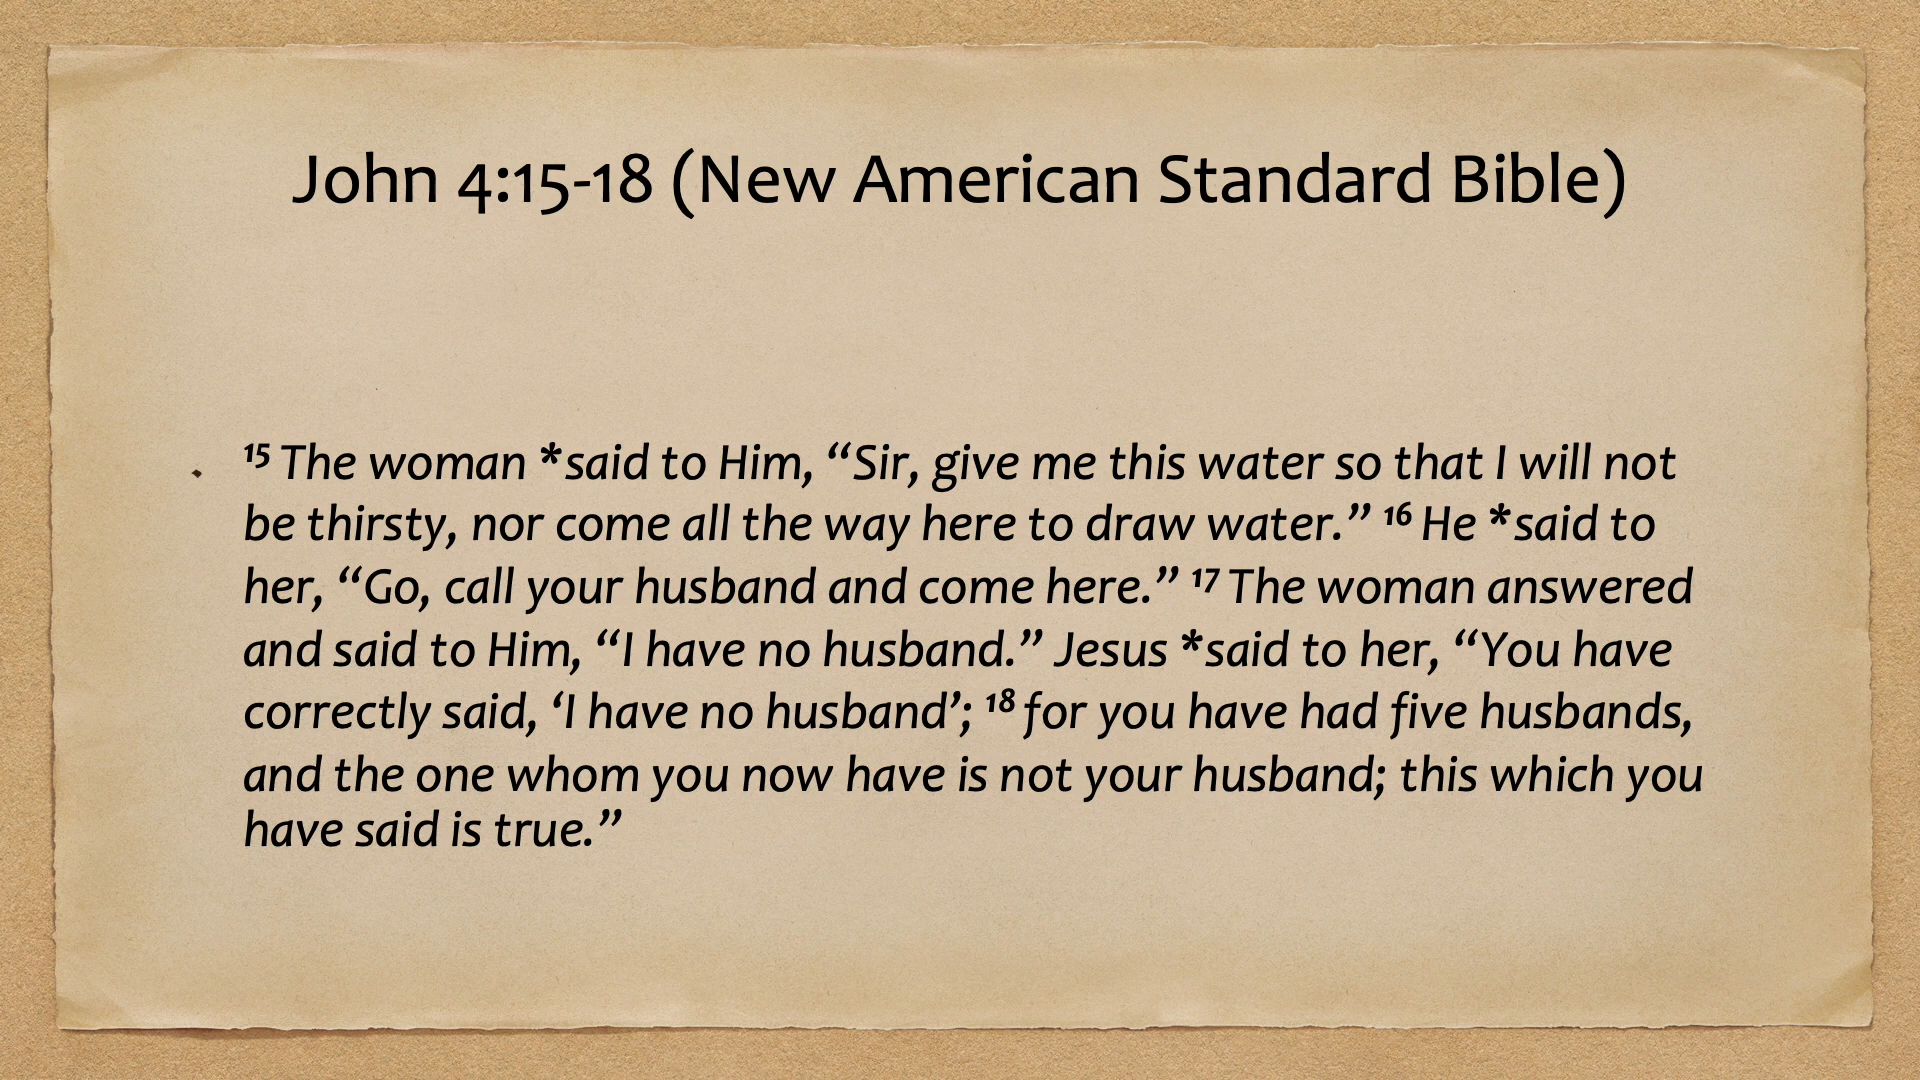 John 4:15-18 (New American Standard Bible)
15 The woman *said to Him, “Sir, give me this water so that I will not
be thirsty, nor come all the way here to draw water.” 16 He *said to
her, “Go, call your husband and come here.” 17 The woman answered
and said to Him, “I have no husband.” Jesus *said to her, “You have
correctly said, ‘I have no husband’; 18 for you have had five husbands,
and the one whom you now have is not your husband; this which you
have said is true.”